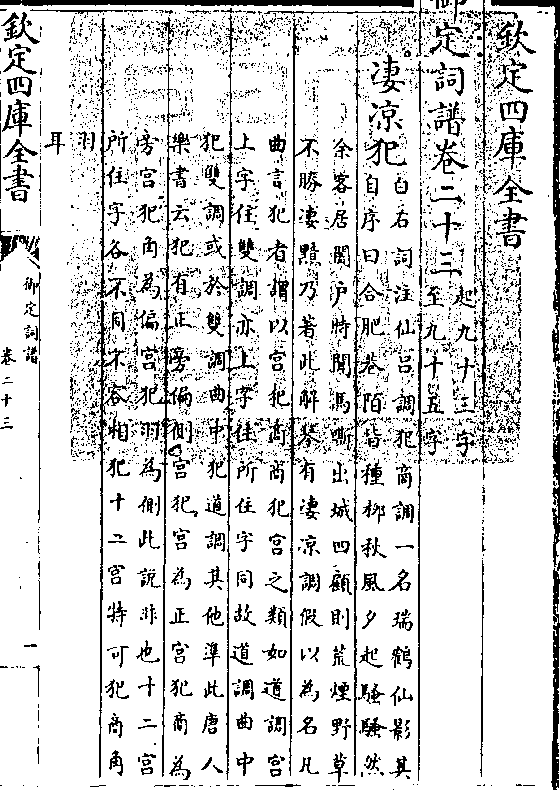 欽定四庫全書
御定詞譜卷二十三 起九十三字
至九十五字
淒涼犯 白石詞注仙呂調犯商調一名瑞鶴仙影其
自序曰合肥巷陌皆種柳秋風夕起騷騷然
余客居闔户時聞馬嘶出城四顧則荒煙野草
不勝淒黯乃著此解琴有淒涼調假以為名凡
曲言犯者謂以宫犯商商犯宫之類如道調宫
上字住雙調亦上字住所住字同故道調曲中
犯雙調或於雙調曲中犯道調其他準此唐人
樂書云犯有正旁偏側宫犯宫為正宫犯商為
旁宫犯角為偏宫犯羽為側此説非也十二宫
所住字各不同不容相犯十二宫特可犯商角
羽
耳
欽定四庫全書
御定詞譜
卷二十三
一